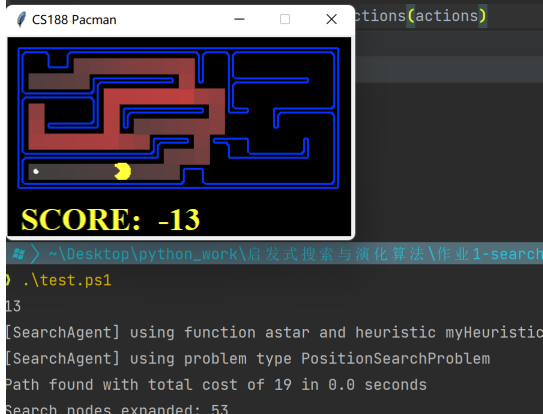 CS188 Pacman
ctions(actions)
SCORE: -13
~\Desktop\python_work\启发式搜索与演化算法\作业1-search
❯ .\test.ps1
13
[SearchAgent] using function astar and heuristic myHeuristic
[SearchAgent] using problem type PositionSearchProblem
Path found with total cost of 19 in 0.0 seconds
Search nodes expanded: 53